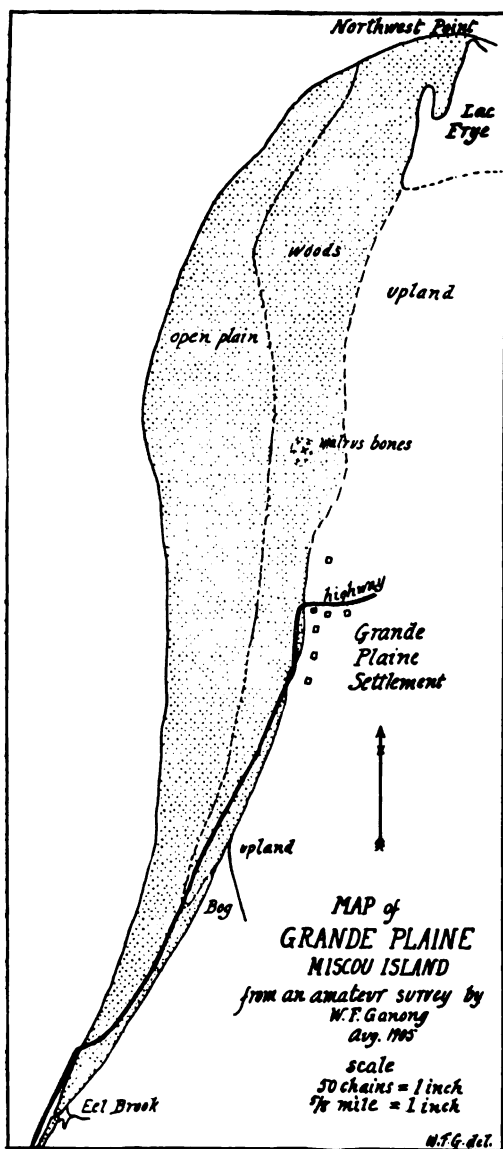 Northwest Point
Lac
Frye
woods
upland
open plain
walrus bones
highway
Grande
Plaine
Settlement
upland
Bog
MAP of
GRANDE PLAINE
MISCOU ISLAND
from an amateur survey by
W.F. Ganong
Aug. 1905
scale
50 chains = 1 inch
5/8 mile = 1 inch
Eel Brook
W.F.G. del.